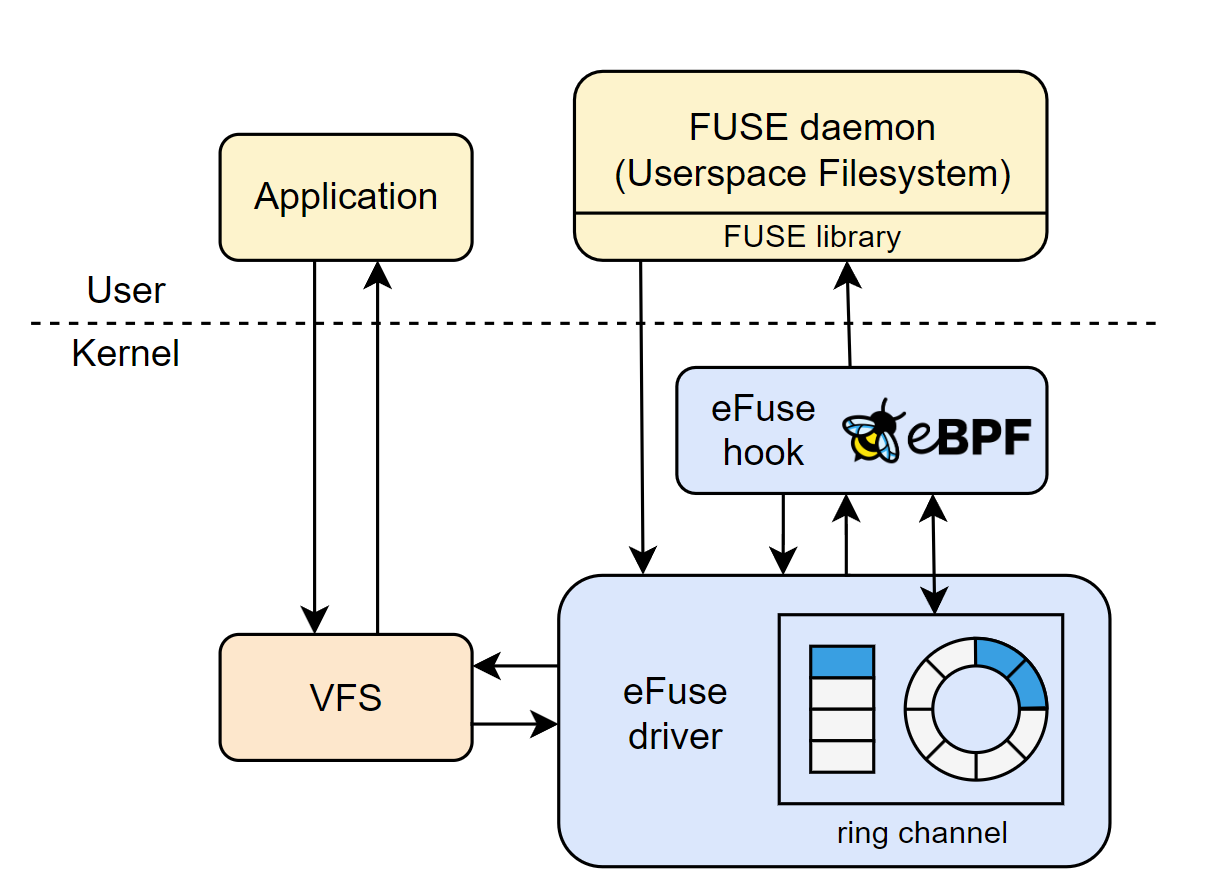 FUSE daemon
(Userspace Filesystem)
Application
FUSE library
User
Kernel
eFuse
hook
eBPF
VFS
eFuse
driver
ring channel